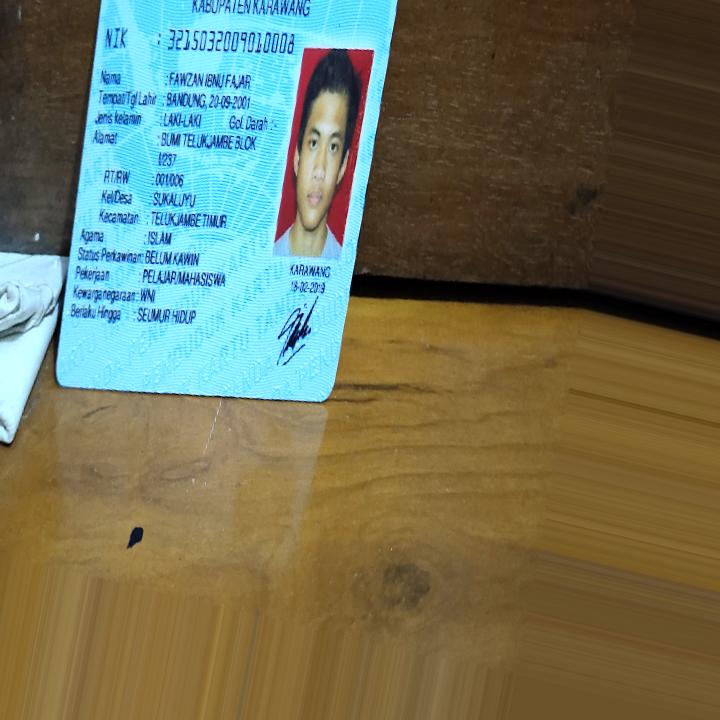 KABUPATEN KARAWANG
NIK : 3215032009010008
Nama : FAWZAN IBNU FAJAR
Tempat/Tgl Lahir : BANDUNG, 20-09-2001
Jenis kelamin : LAKI-LAKI Gol. Darah :-
Alamat : BUMI TELUKJAMBE BLOK
I/237
RT/RW : 001/006
Kel/Desa : SUKALUYU
Kecamatan : TELUKJAMBE TIMUR
Agama : ISLAM
Status Perkawinan: BELUM KAWIN
Pekerjaan : PELAJAR/MAHASISWA
Kewarganegaraan: WNI
Berlaku Hingga : SEUMUR HIDUP
KARAWANG
18-02-2019